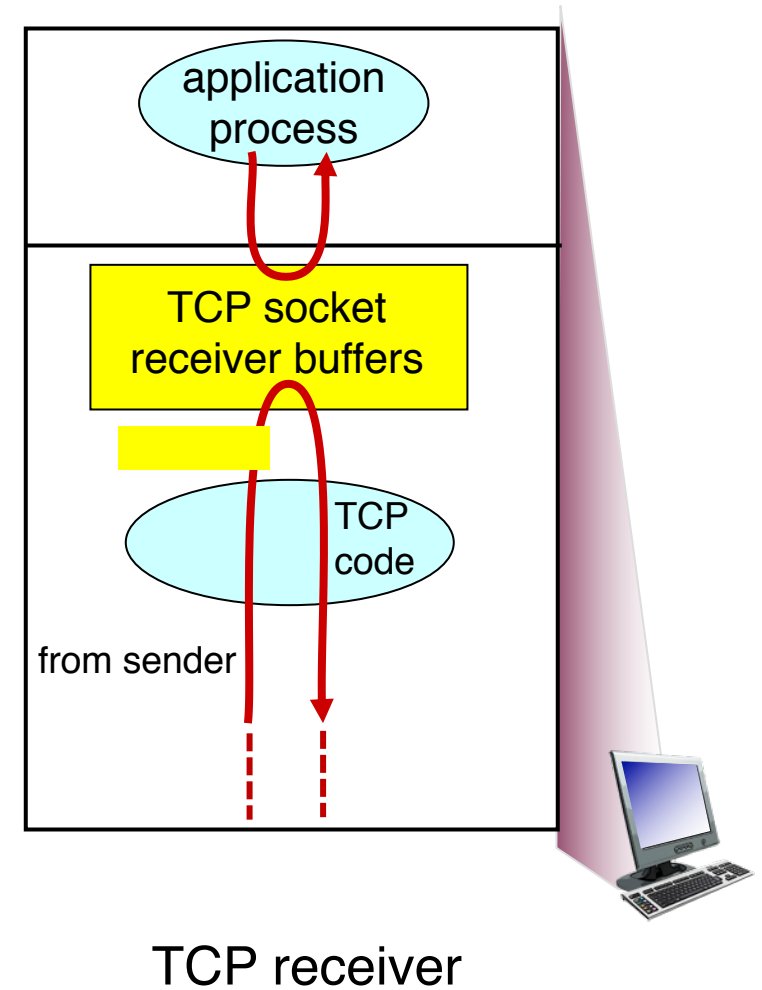 application
process
TCP socket
receiver buffers
TCP
code
from sender
TCP receiver